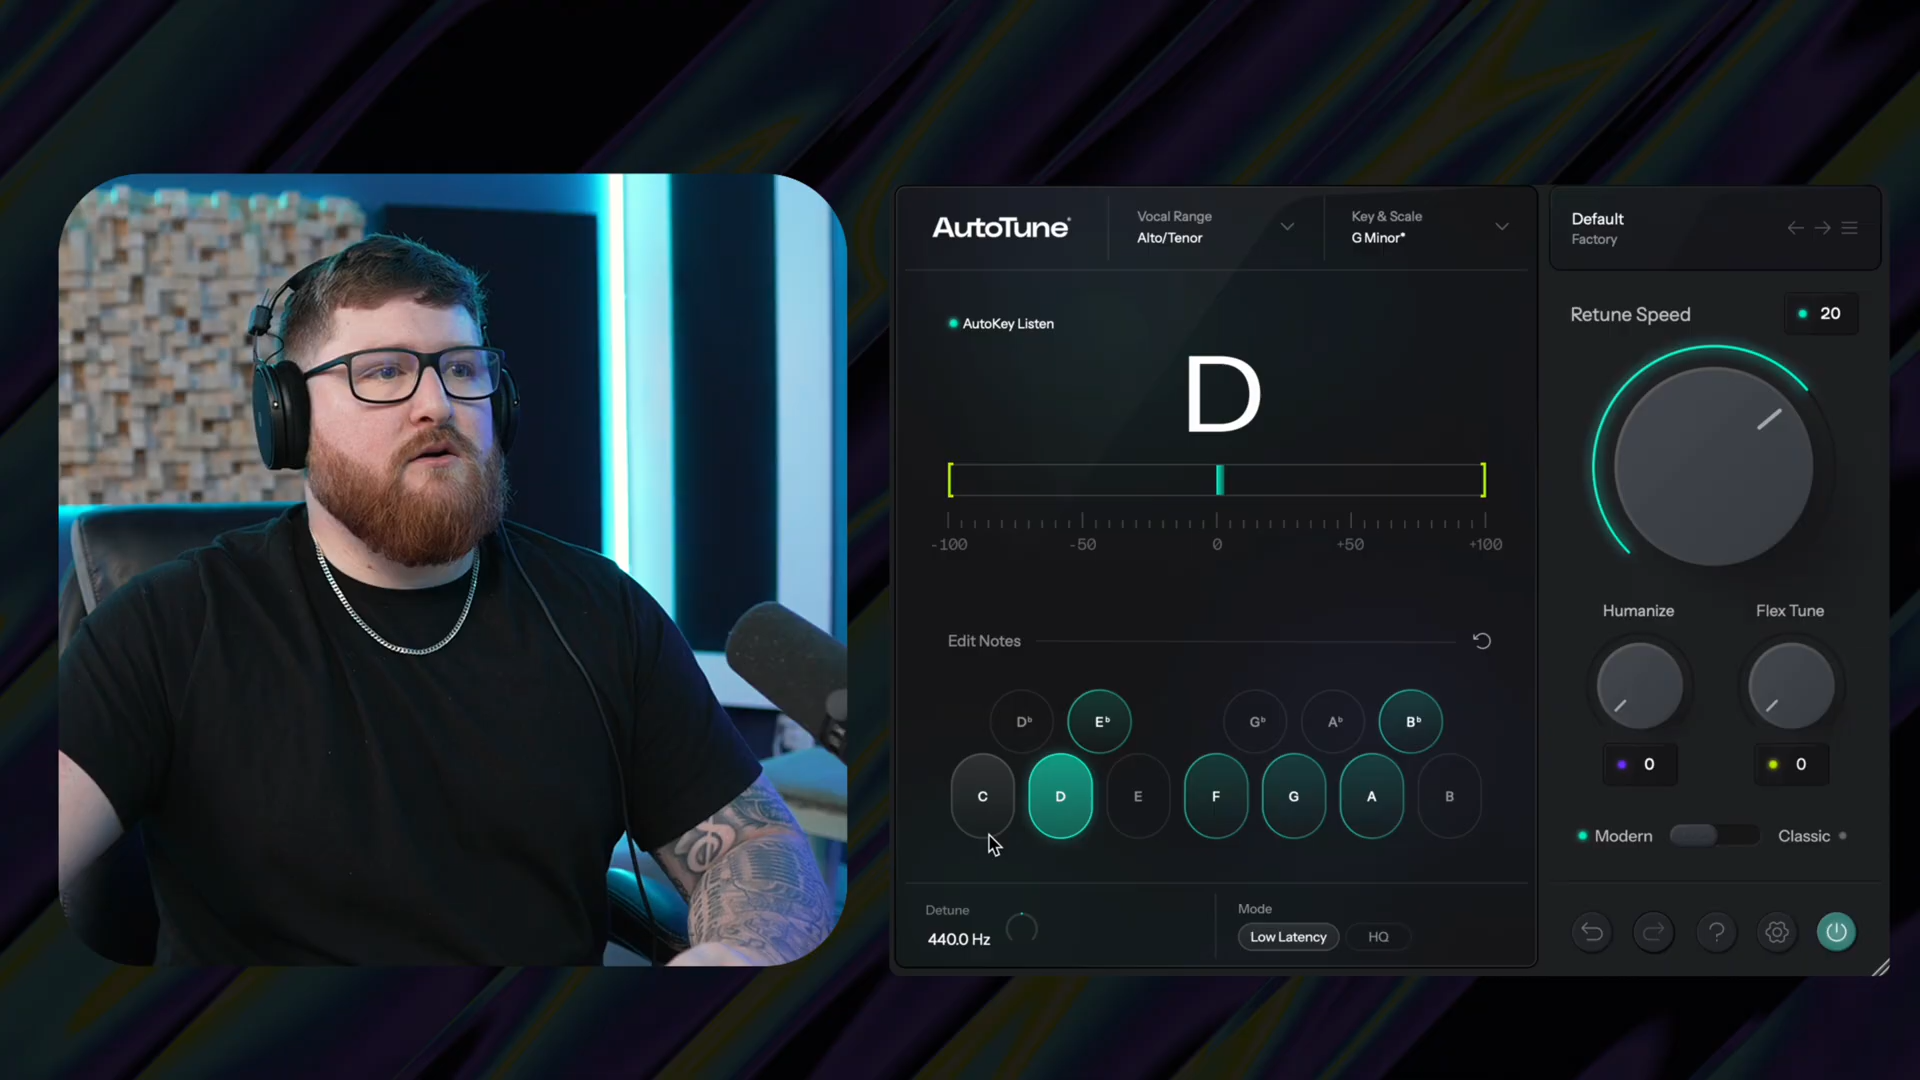 AutoTune®
Vocal Range
Alto/Tenor
Key & Scale
G Minor*
Default
Factory
AutoKey Listen
D
Retune Speed
20
-100
-50
0
+50
+100
Humanize
Flex Tune
0
0
Edit Notes
D♭
E♭
G♭
A♭
B♭
C
D
E
F
G
A
B
Modern
Classic
Detune
440.0 Hz
Mode
Low Latency
HQ
?